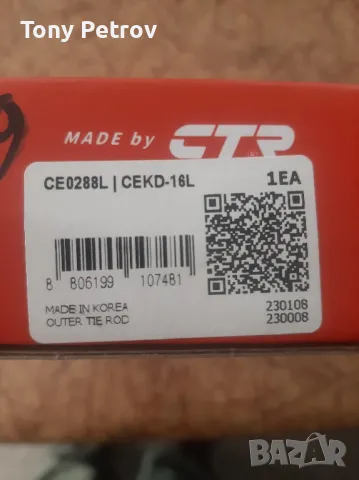 Tony Petrov
MADE by CTR
CE0288L | CEKD-16L 1EA
8 806199 107481
MADE IN KOREA 230108
OUTER TIE ROD 230008
BAZAR